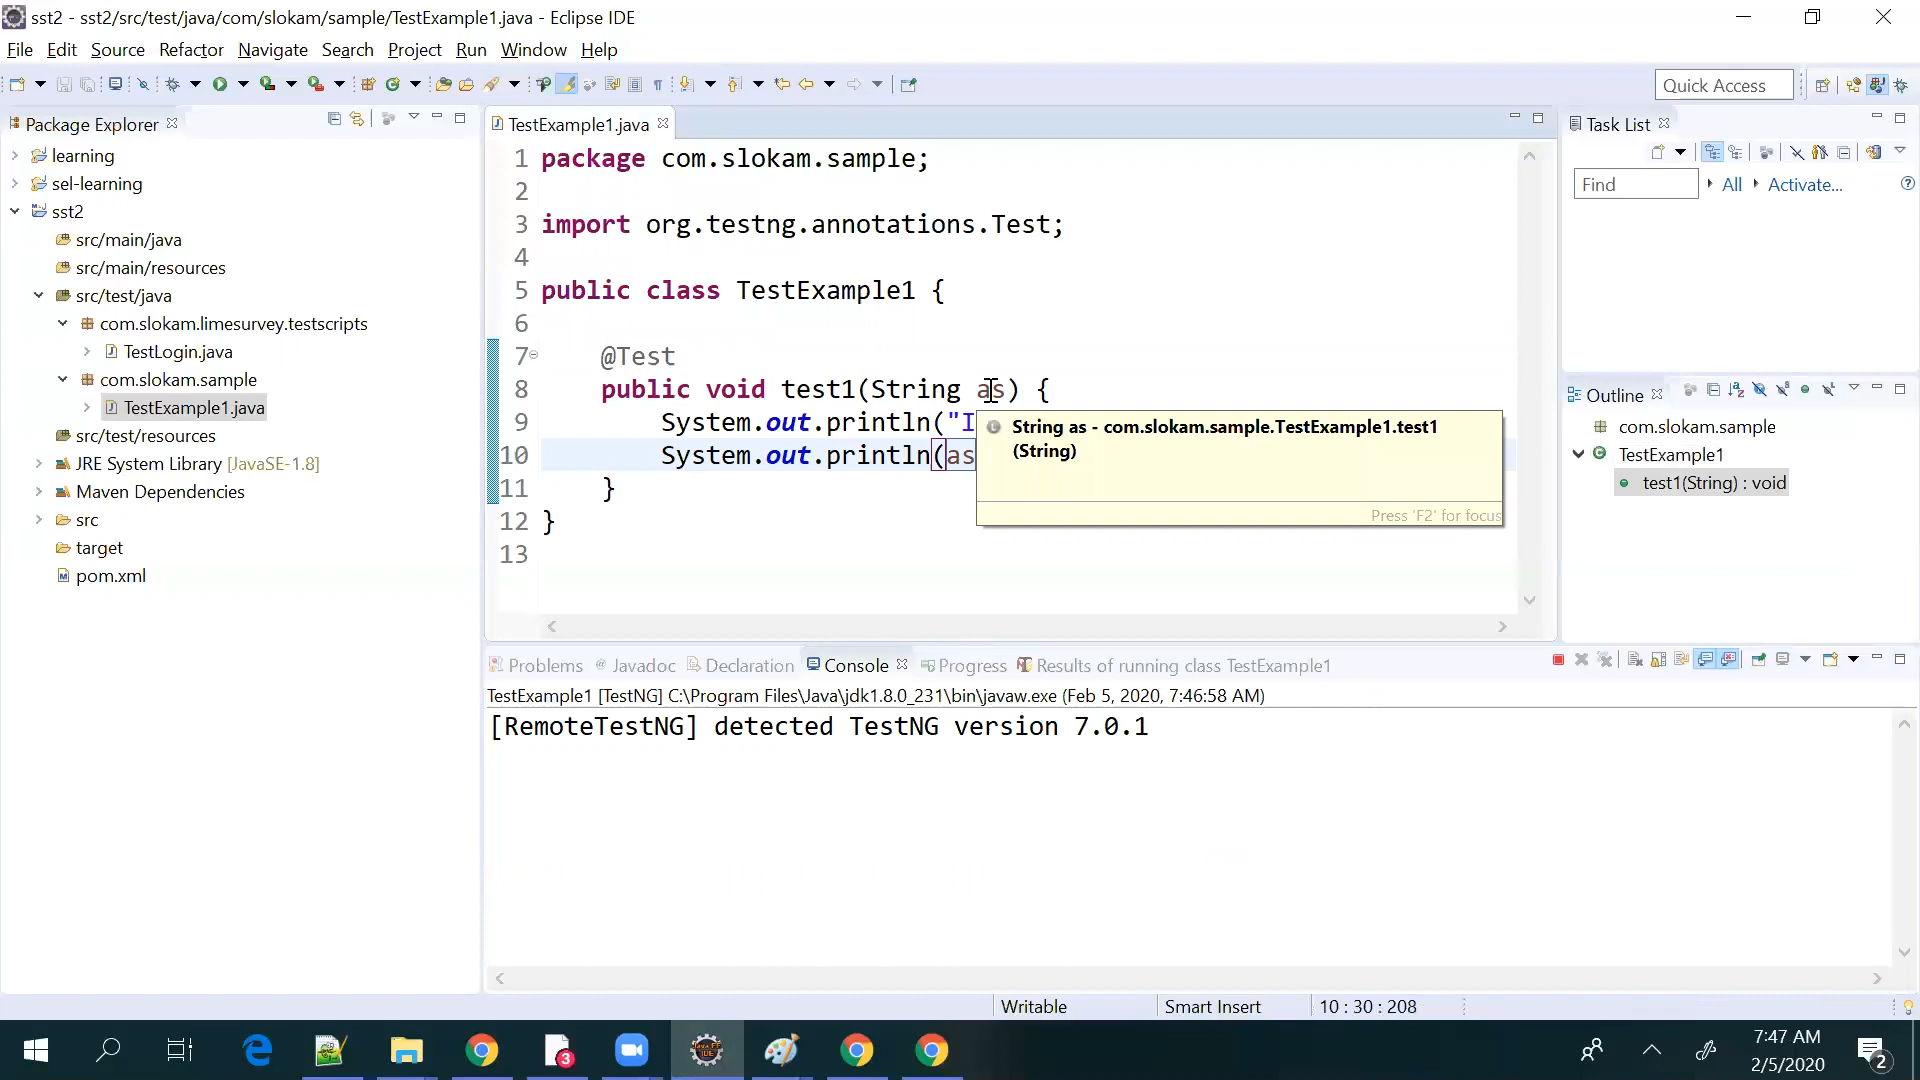 sst2 - sst2/src/test/java/com/slokam/sample/TestExample1.java - Eclipse IDE
File Edit Source Refactor Navigate Search Project Run Window Help
Quick Access
Package Explorer
learning
sel-learning
sst2
src/main/java
src/main/resources
src/test/java
com.slokam.limesurvey.testscripts
TestLogin.java
com.slokam.sample
TestExample1.java
src/test/resources
JRE System Library [JavaSE-1.8]
Maven Dependencies
src
target
pom.xml
TestExample1.java
1 package com.slokam.sample;
2
3 import org.testng.annotations.Test;
4
5 public class TestExample1 {
6
7 @Test
8 public void test1(String as) {
9 System.out.println("I
10 System.out.println(as
11 }
12 }
13
String as - com.slokam.sample.TestExample1.test1
(String)
Press 'F2' for focus
Task List
Find All Activate...
Outline
com.slokam.sample
TestExample1
test1(String) : void
Problems @ Javadoc Declaration Console Progress Results of running class TestExample1
TestExample1 [TestNG] C:\Program Files\Java\jdk1.8.0_231\bin\javaw.exe (Feb 5, 2020, 7:46:58 AM)
[RemoteTestNG] detected TestNG version 7.0.1
Writable Smart Insert 10 : 30 : 208
3
Java EE
IDE
7:47 AM
2/5/2020
2